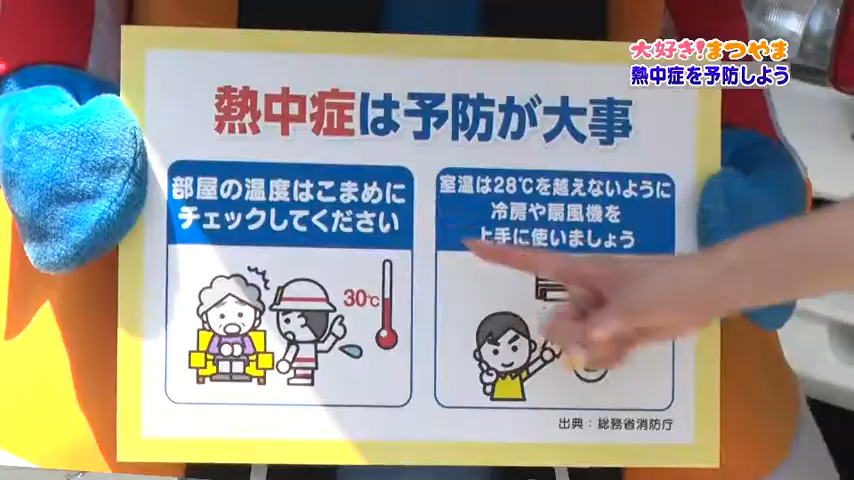 大好き!まつやま
熱中症を予防しよう
熱中症は予防が大事
部屋の温度はこまめに
チェックしてください
30℃
室温は28℃を越えないように
冷房や扇風機を
上手に使いましょう
出典：総務省消防庁